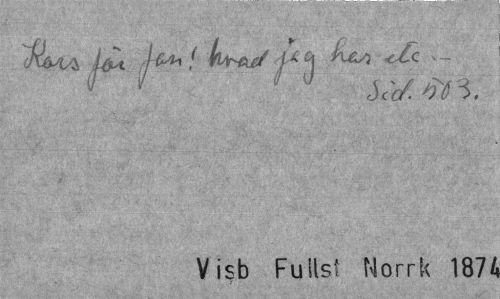 Kors för fan! hvad jag har etc. –
Sid. 503.
Visb Fullst Norrk 1874